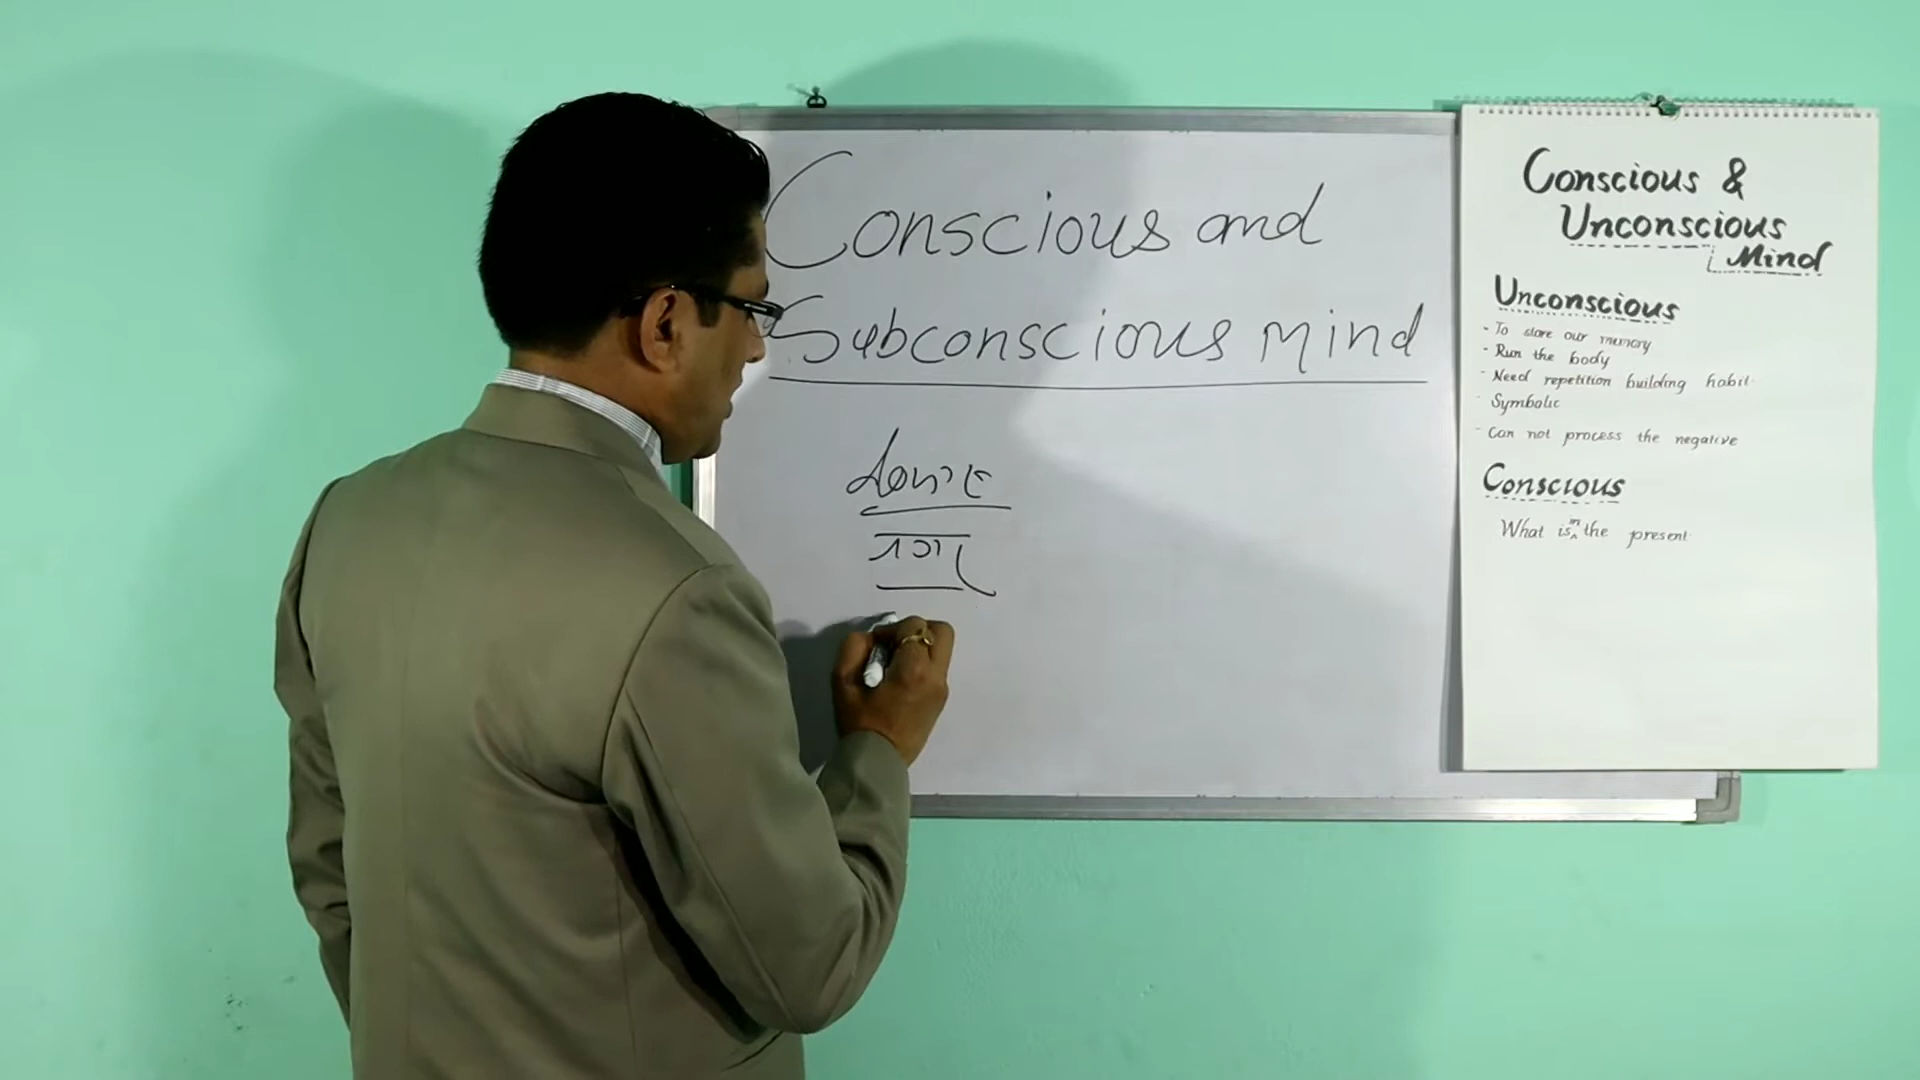 Conscious and
Subconscious mind
Conscious &
Unconscious
Mind
Unconscious
- To store our memory
- Run the body
- Need repetition building habit.
- Symbolic
- Can not process the negative
Conscious
What is in the present